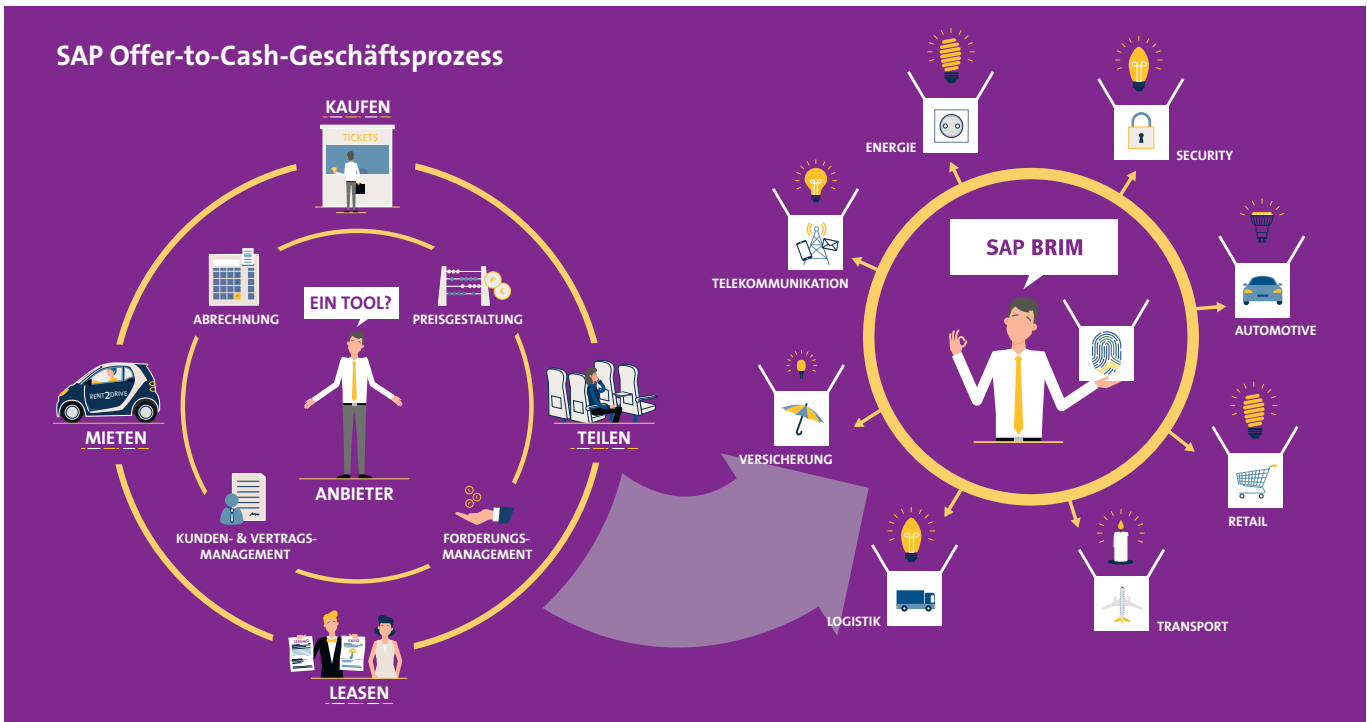 SAP Offer-to-Cash-Geschäftsprozess
KAUFEN
TICKETS
ABRECHNUNG
EIN TOOL?
PREISGESTALTUNG
RENT2DRIVE
MIETEN
TEILEN
ANBIETER
KUNDEN- & VERTRAGS-
MANAGEMENT
FORDERUNGS-
MANAGEMENT
LEASEN
ENERGIE
SECURITY
TELEKOMMUNIKATION
SAP BRIM
AUTOMOTIVE
VERSICHERUNG
RETAIL
LOGISTIK
TRANSPORT